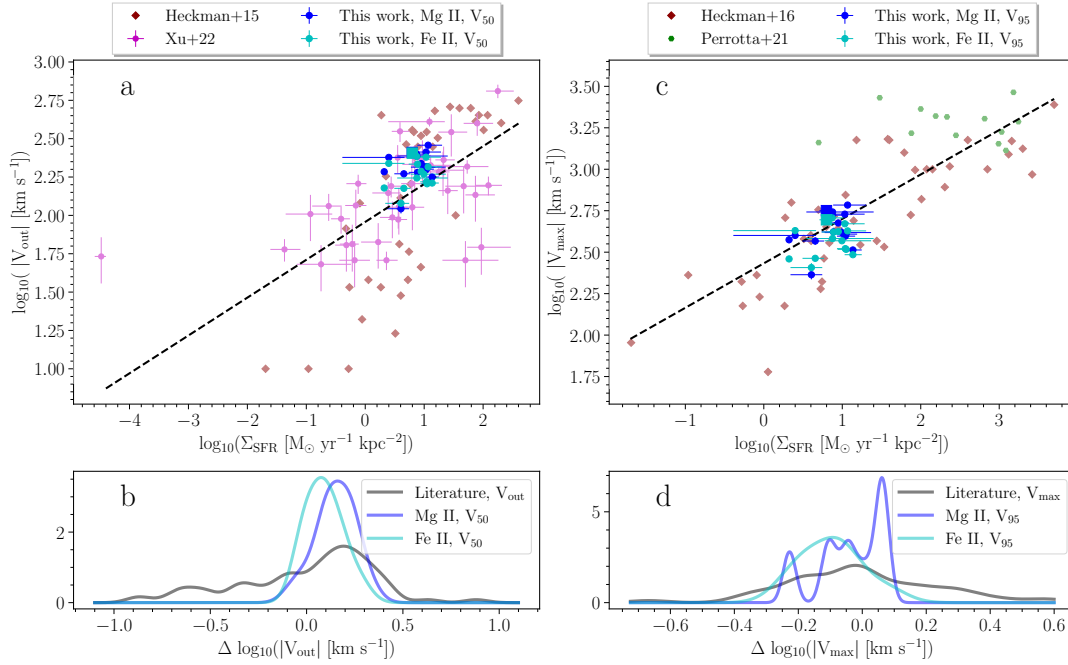 Heckman+15 This work, Mg II, V50
Xu+22 This work, Fe II, V50
Heckman+16 This work, Mg II, V95
Perrotta+21 This work, Fe II, V95
a
3.00
2.75
2.50
2.25
2.00
1.75
1.50
1.25
1.00
log10( |Vout| [km s−1])
−4 −3 −2 −1 0 1 2
log10(ΣSFR [M⊙ yr−1 kpc−2])
c
3.50
3.25
3.00
2.75
2.50
2.25
2.00
1.75
log10( |Vmax| [km s−1])
−1 0 1 2 3
log10(ΣSFR [M⊙ yr−1 kpc−2])
b
Literature, Vout
Mg II, V50
Fe II, V50
2
0
−1.0 −0.5 0.0 0.5 1.0
Δ log10(|Vout| [km s−1])
d
Literature, Vmax
Mg II, V95
Fe II, V95
5
0
−0.6 −0.4 −0.2 0.0 0.2 0.4 0.6
Δ log10(|Vmax| [km s−1])